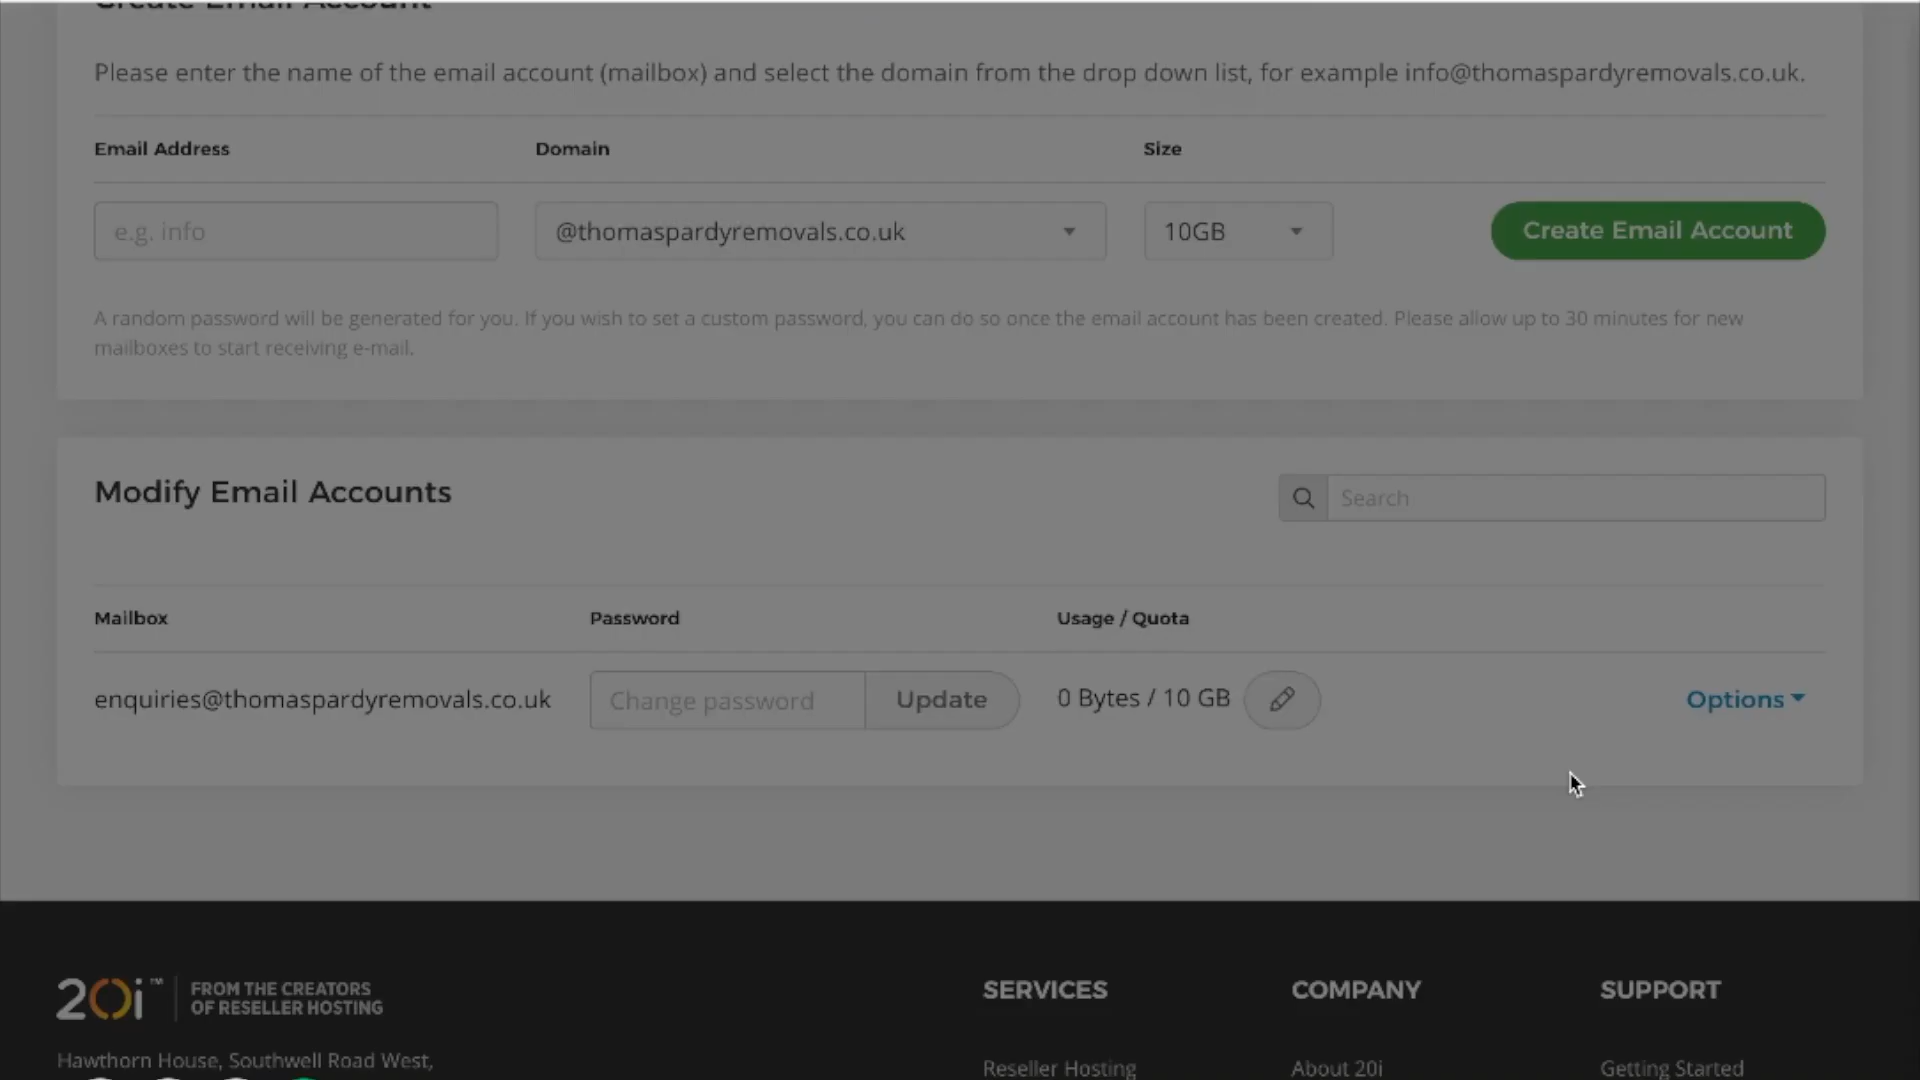 Create Email Account
Please enter the name of the email account (mailbox) and select the domain from the drop down list, for example info@thomaspardyremovals.co.uk.
Email Address Domain Size
e.g. info @thomaspardyremovals.co.uk 10GB Create Email Account
A random password will be generated for you. If you wish to set a custom password, you can do so once the email account has been created. Please allow up to 30 minutes for new
mailboxes to start receiving e-mail.
Modify Email Accounts Search
Mailbox Password Usage / Quota
enquiries@thomaspardyremovals.co.uk Change password Update 0 Bytes / 10 GB Options
20i™ FROM THE CREATORS
OF RESELLER HOSTING
SERVICES COMPANY SUPPORT
Hawthorn House, Southwell Road West,
Reseller Hosting About 20i Getting Started